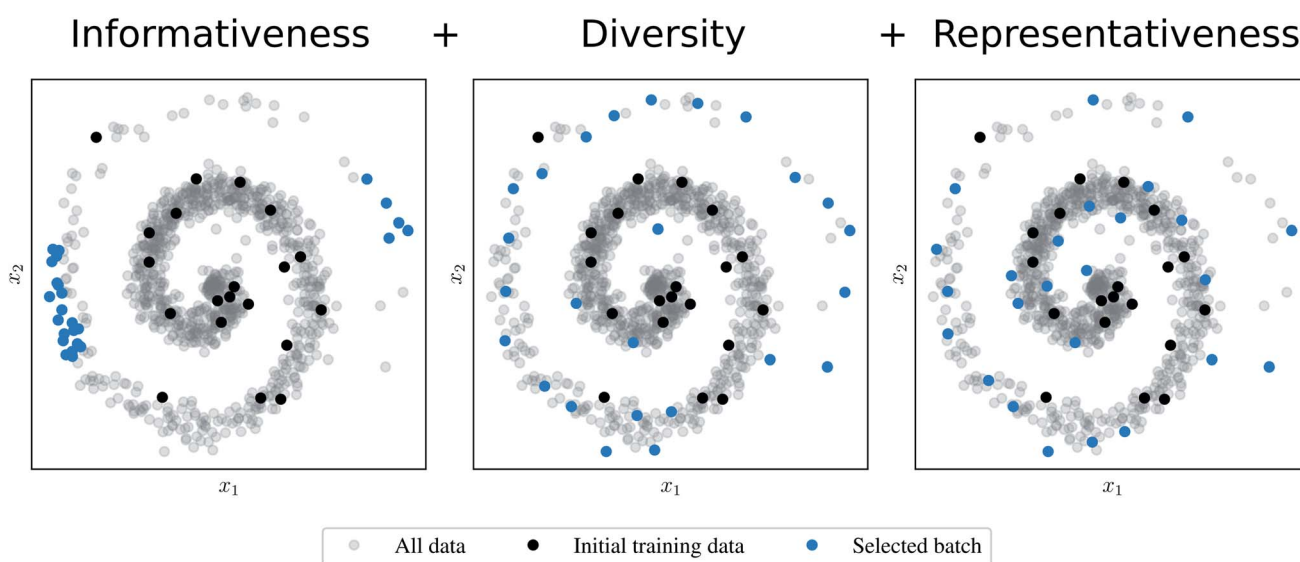 Informativeness + Diversity + Representativeness
x₂ x₂ x₂
x₁ x₁ x₁
All data Initial training data Selected batch